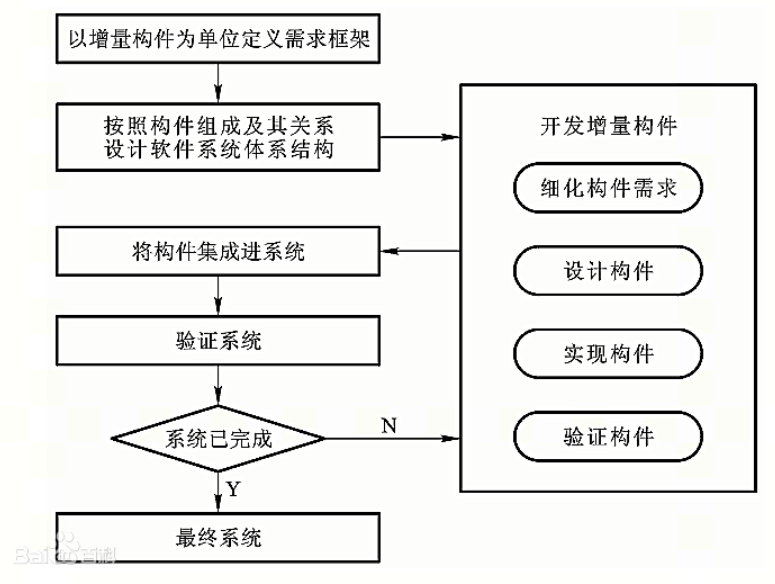 以增量构件为单位定义需求框架
按照构件组成及其关系
设计软件系统体系结构
开发增量构件
细化构件需求
设计构件
实现构件
验证构件
将构件集成进系统
验证系统
系统已完成
N
Y
最终系统
Baidu百科